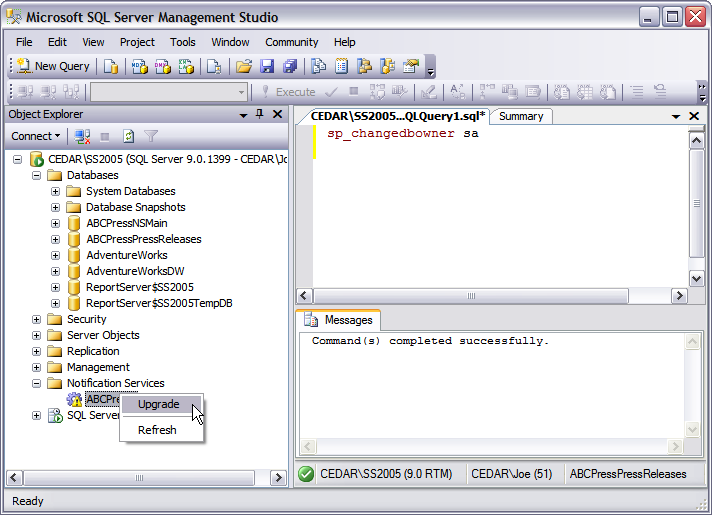 Microsoft SQL Server Management Studio
File Edit View Project Tools Window Community Help
New Query
Execute
Object Explorer
Connect
CEDAR\SS2005 (SQL Server 9.0.1399 - CEDAR\Jo
Databases
System Databases
Database Snapshots
ABCPressNSMain
ABCPressPressReleases
AdventureWorks
AdventureWorksDW
ReportServer$SS2005
ReportServer$SS2005TempDB
Security
Server Objects
Replication
Management
Notification Services
ABCPre
SQL Server
Upgrade
Refresh
CEDAR\SS2005...QLQuery1.sql* Summary
sp_changedbowner sa
Messages
Command(s) completed successfully.
CEDAR\SS2005 (9.0 RTM) CEDAR\Joe (51) ABCPressPressReleases
Ready